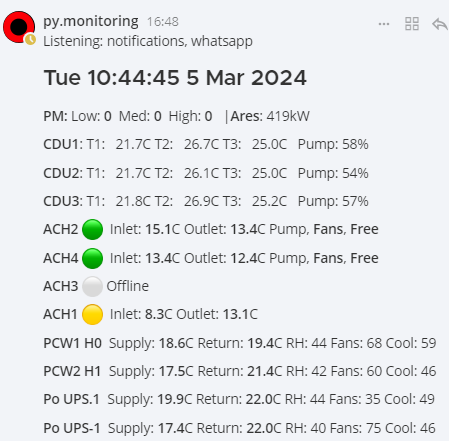 py.monitoring 16:48
Listening: notifications, whatsapp
Tue 10:44:45 5 Mar 2024
PM: Low: 0 Med: 0 High: 0 |Ares: 419kW
CDU1: T1: 21.7C T2: 26.7C T3: 25.0C Pump: 58%
CDU2: T1: 21.7C T2: 26.1C T3: 25.0C Pump: 54%
CDU3: T1: 21.8C T2: 26.9C T3: 25.2C Pump: 57%
ACH2 Inlet: 15.1C Outlet: 13.4C Pump, Fans, Free
ACH4 Inlet: 13.4C Outlet: 12.4C Pump, Fans, Free
ACH3 Offline
ACH1 Inlet: 8.3C Outlet: 13.1C
PCW1 H0 Supply: 18.6C Return: 19.4C RH: 44 Fans: 68 Cool: 59
PCW2 H1 Supply: 17.5C Return: 21.4C RH: 42 Fans: 60 Cool: 46
Po UPS.1 Supply: 19.9C Return: 22.0C RH: 44 Fans: 35 Cool: 49
Po UPS-1 Supply: 17.4C Return: 22.0C RH: 40 Fans: 75 Cool: 46